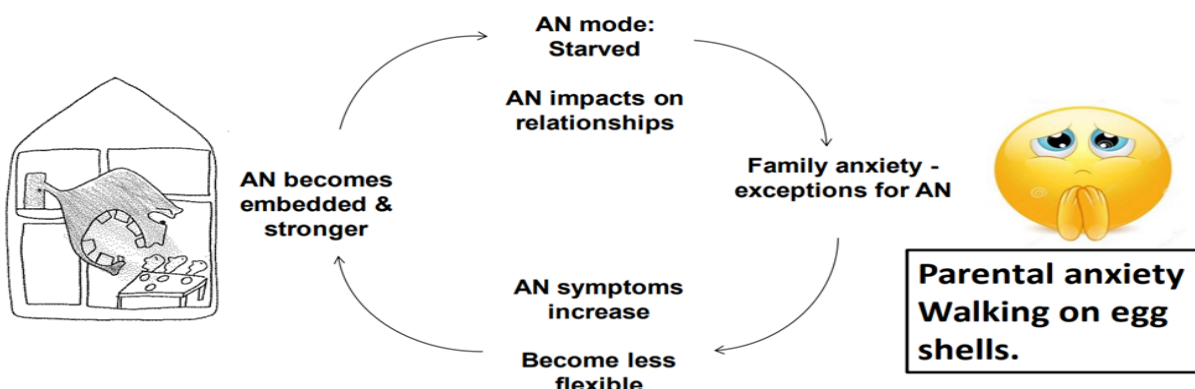 AN mode:
Starved
AN impacts on
relationships
Family anxiety -
exceptions for AN
Parental anxiety
Walking on egg
shells.
AN symptoms
increase
Become less
flexible
AN becomes
embedded &
stronger